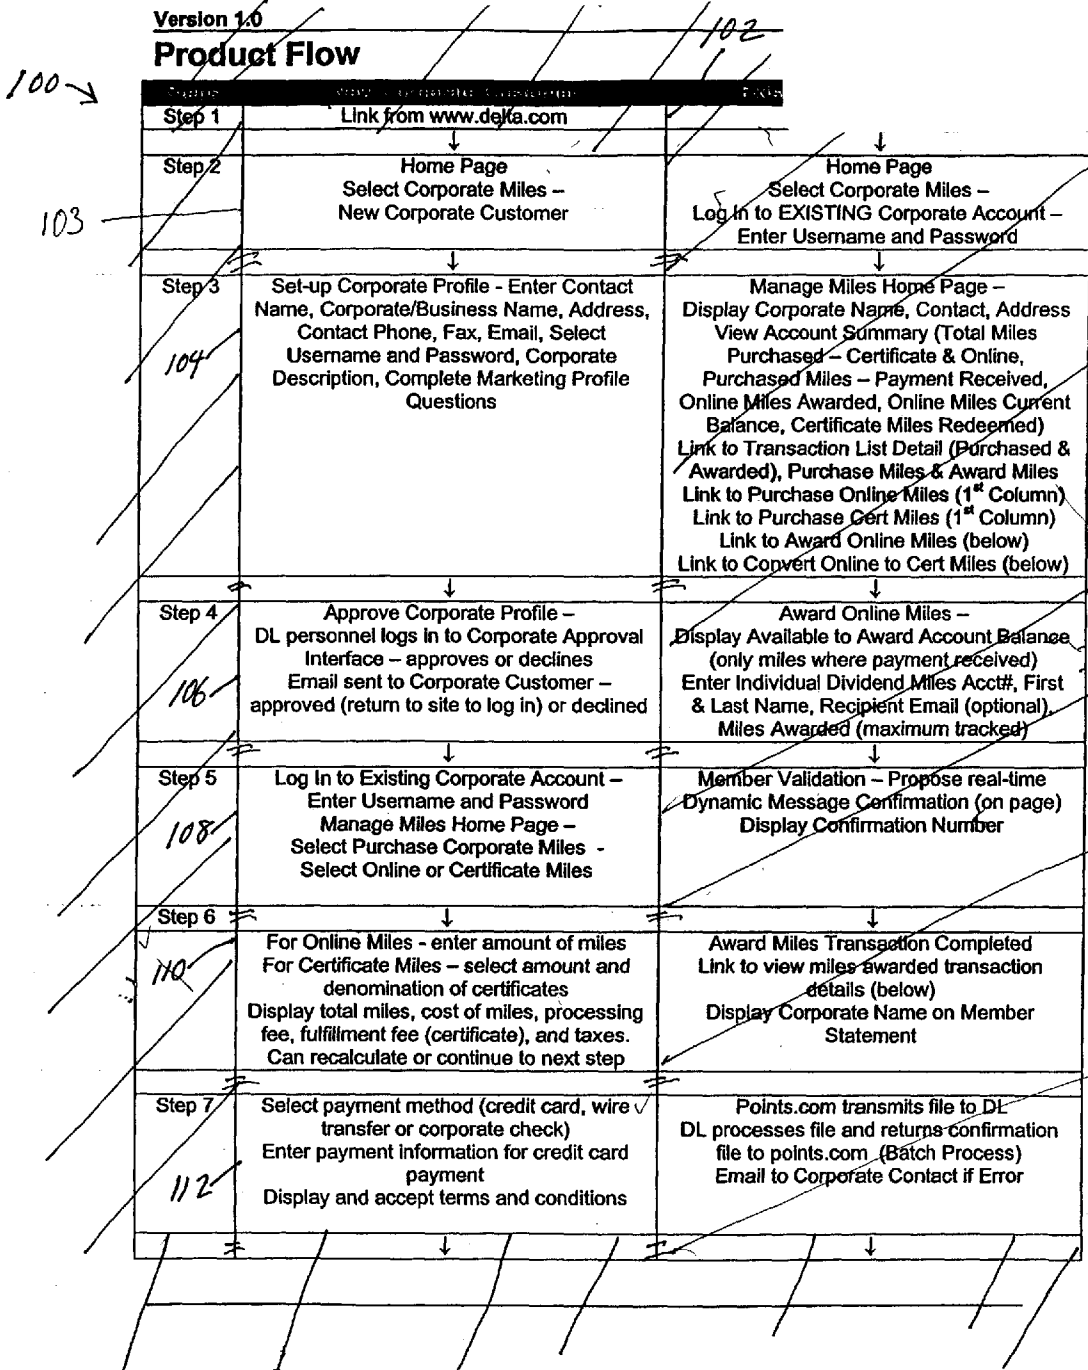 Version 1.0
102
Product Flow
100
Step 1
Link from www.delta.com
↓
↓
Step 2
Home Page
Select Corporate Miles –
New Corporate Customer
Home Page
Select Corporate Miles –
Log In to EXISTING Corporate Account –
Enter Username and Password
103
↓
↓
Step 3
104
Set-up Corporate Profile - Enter Contact
Name, Corporate/Business Name, Address,
Contact Phone, Fax, Email, Select
Username and Password, Corporate
Description, Complete Marketing Profile
Questions
Manage Miles Home Page –
Display Corporate Name, Contact, Address
View Account Summary (Total Miles
Purchased – Certificate & Online,
Purchased Miles – Payment Received,
Online Miles Awarded, Online Miles Current
Balance, Certificate Miles Redeemed)
Link to Transaction List Detail (Purchased &
Awarded), Purchase Miles & Award Miles
Link to Purchase Online Miles (1st Column)
Link to Purchase Cert Miles (1st Column)
Link to Award Online Miles (below)
Link to Convert Online to Cert Miles (below)
↓
↓
Step 4
106
Approve Corporate Profile –
DL personnel logs in to Corporate Approval
Interface – approves or declines
Email sent to Corporate Customer –
approved (return to site to log in) or declined
Award Online Miles –
Display Available to Award Account Balance
(only miles where payment received)
Enter Individual Dividend Miles Acct#, First
& Last Name, Recipient Email (optional),
Miles Awarded (maximum tracked)
↓
↓
Step 5
108
Log In to Existing Corporate Account –
Enter Username and Password
Manage Miles Home Page –
Select Purchase Corporate Miles -
Select Online or Certificate Miles
Member Validation – Propose real-time
Dynamic Message Confirmation (on page)
Display Confirmation Number
Step 6
↓
↓
110
For Online Miles - enter amount of miles
For Certificate Miles – select amount and
denomination of certificates
Display total miles, cost of miles, processing
fee, fulfillment fee (certificate), and taxes.
Can recalculate or continue to next step
Award Miles Transaction Completed
Link to view miles awarded transaction
details (below)
Display Corporate Name on Member
Statement
Step 7
112
Select payment method (credit card, wire
transfer or corporate check)
Enter payment information for credit card
payment
Display and accept terms and conditions
Points.com transmits file to DL
DL processes file and returns confirmation
file to points.com (Batch Process)
Email to Corporate Contact if Error
↓
↓